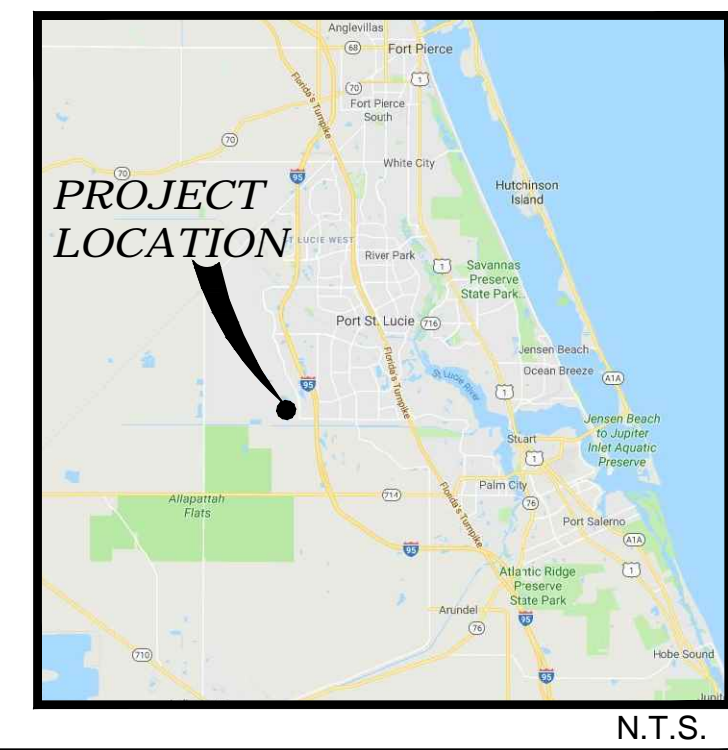 Anglevillas
68
Fort Pierce
70
1
Fort Pierce
South
Florida's Turnpike
70
White City
70
95
Hutchinson
Island
PROJECT
LOCATION
ST LUCIE WEST
River Park
1
Savannas
Preserve
State Park..
Port St. Lucie
716
Jensen Beach
Florida's Turnpike
Ocean Breeze
St Lucie River
A1A
95
1
Jensen Beach
to Jupiter
Inlet Aquatic
Preserve
Stuart
1
Palm City
Allapattah
Flats
714
76
Florida's Turnpike
Port Salerno
A1A
95
Atlantic Ridge
Preserve
State Park
1
Arundel
76
95
710
Hobe Sound
95
N.T.S.